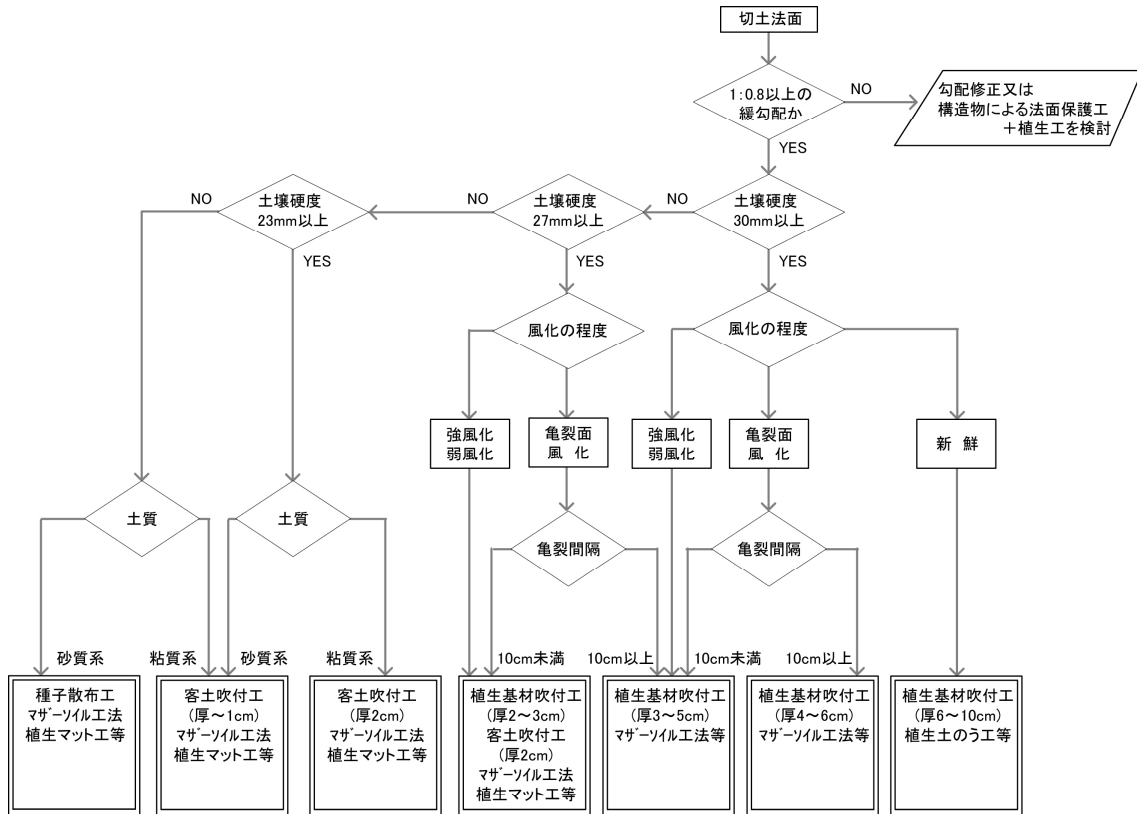 切土法面
1:0.8以上の
緩勾配か
NO
勾配修正又は
構造物による法面保護工
+植生工を検討
YES
土壌硬度
30mm以上
NO
土壌硬度
27mm以上
NO
土壌硬度
23mm以上
NO
YES
YES
YES
風化の程度
風化の程度
強風化
弱風化
亀裂面
風 化
強風化
弱風化
亀裂面
風 化
新 鮮
土質
土質
亀裂間隔
亀裂間隔
砂質系
粘質系
砂質系
粘質系
10cm未満
10cm以上
10cm未満
10cm以上
種子散布工
マザーソイル工法
植生マット工等
客土吹付工
(厚～1cm)
マザーソイル工法
植生マット工等
客土吹付工
(厚2cm)
マザーソイル工法
植生マット工等
植生基材吹付工
(厚2～3cm)
客土吹付工
(厚2cm)
マザーソイル工法
植生マット工等
植生基材吹付工
(厚3～5cm)
マザーソイル工法等
植生基材吹付工
(厚4～6cm)
マザーソイル工法等
植生基材吹付工
(厚6～10cm)
植生土のう工等